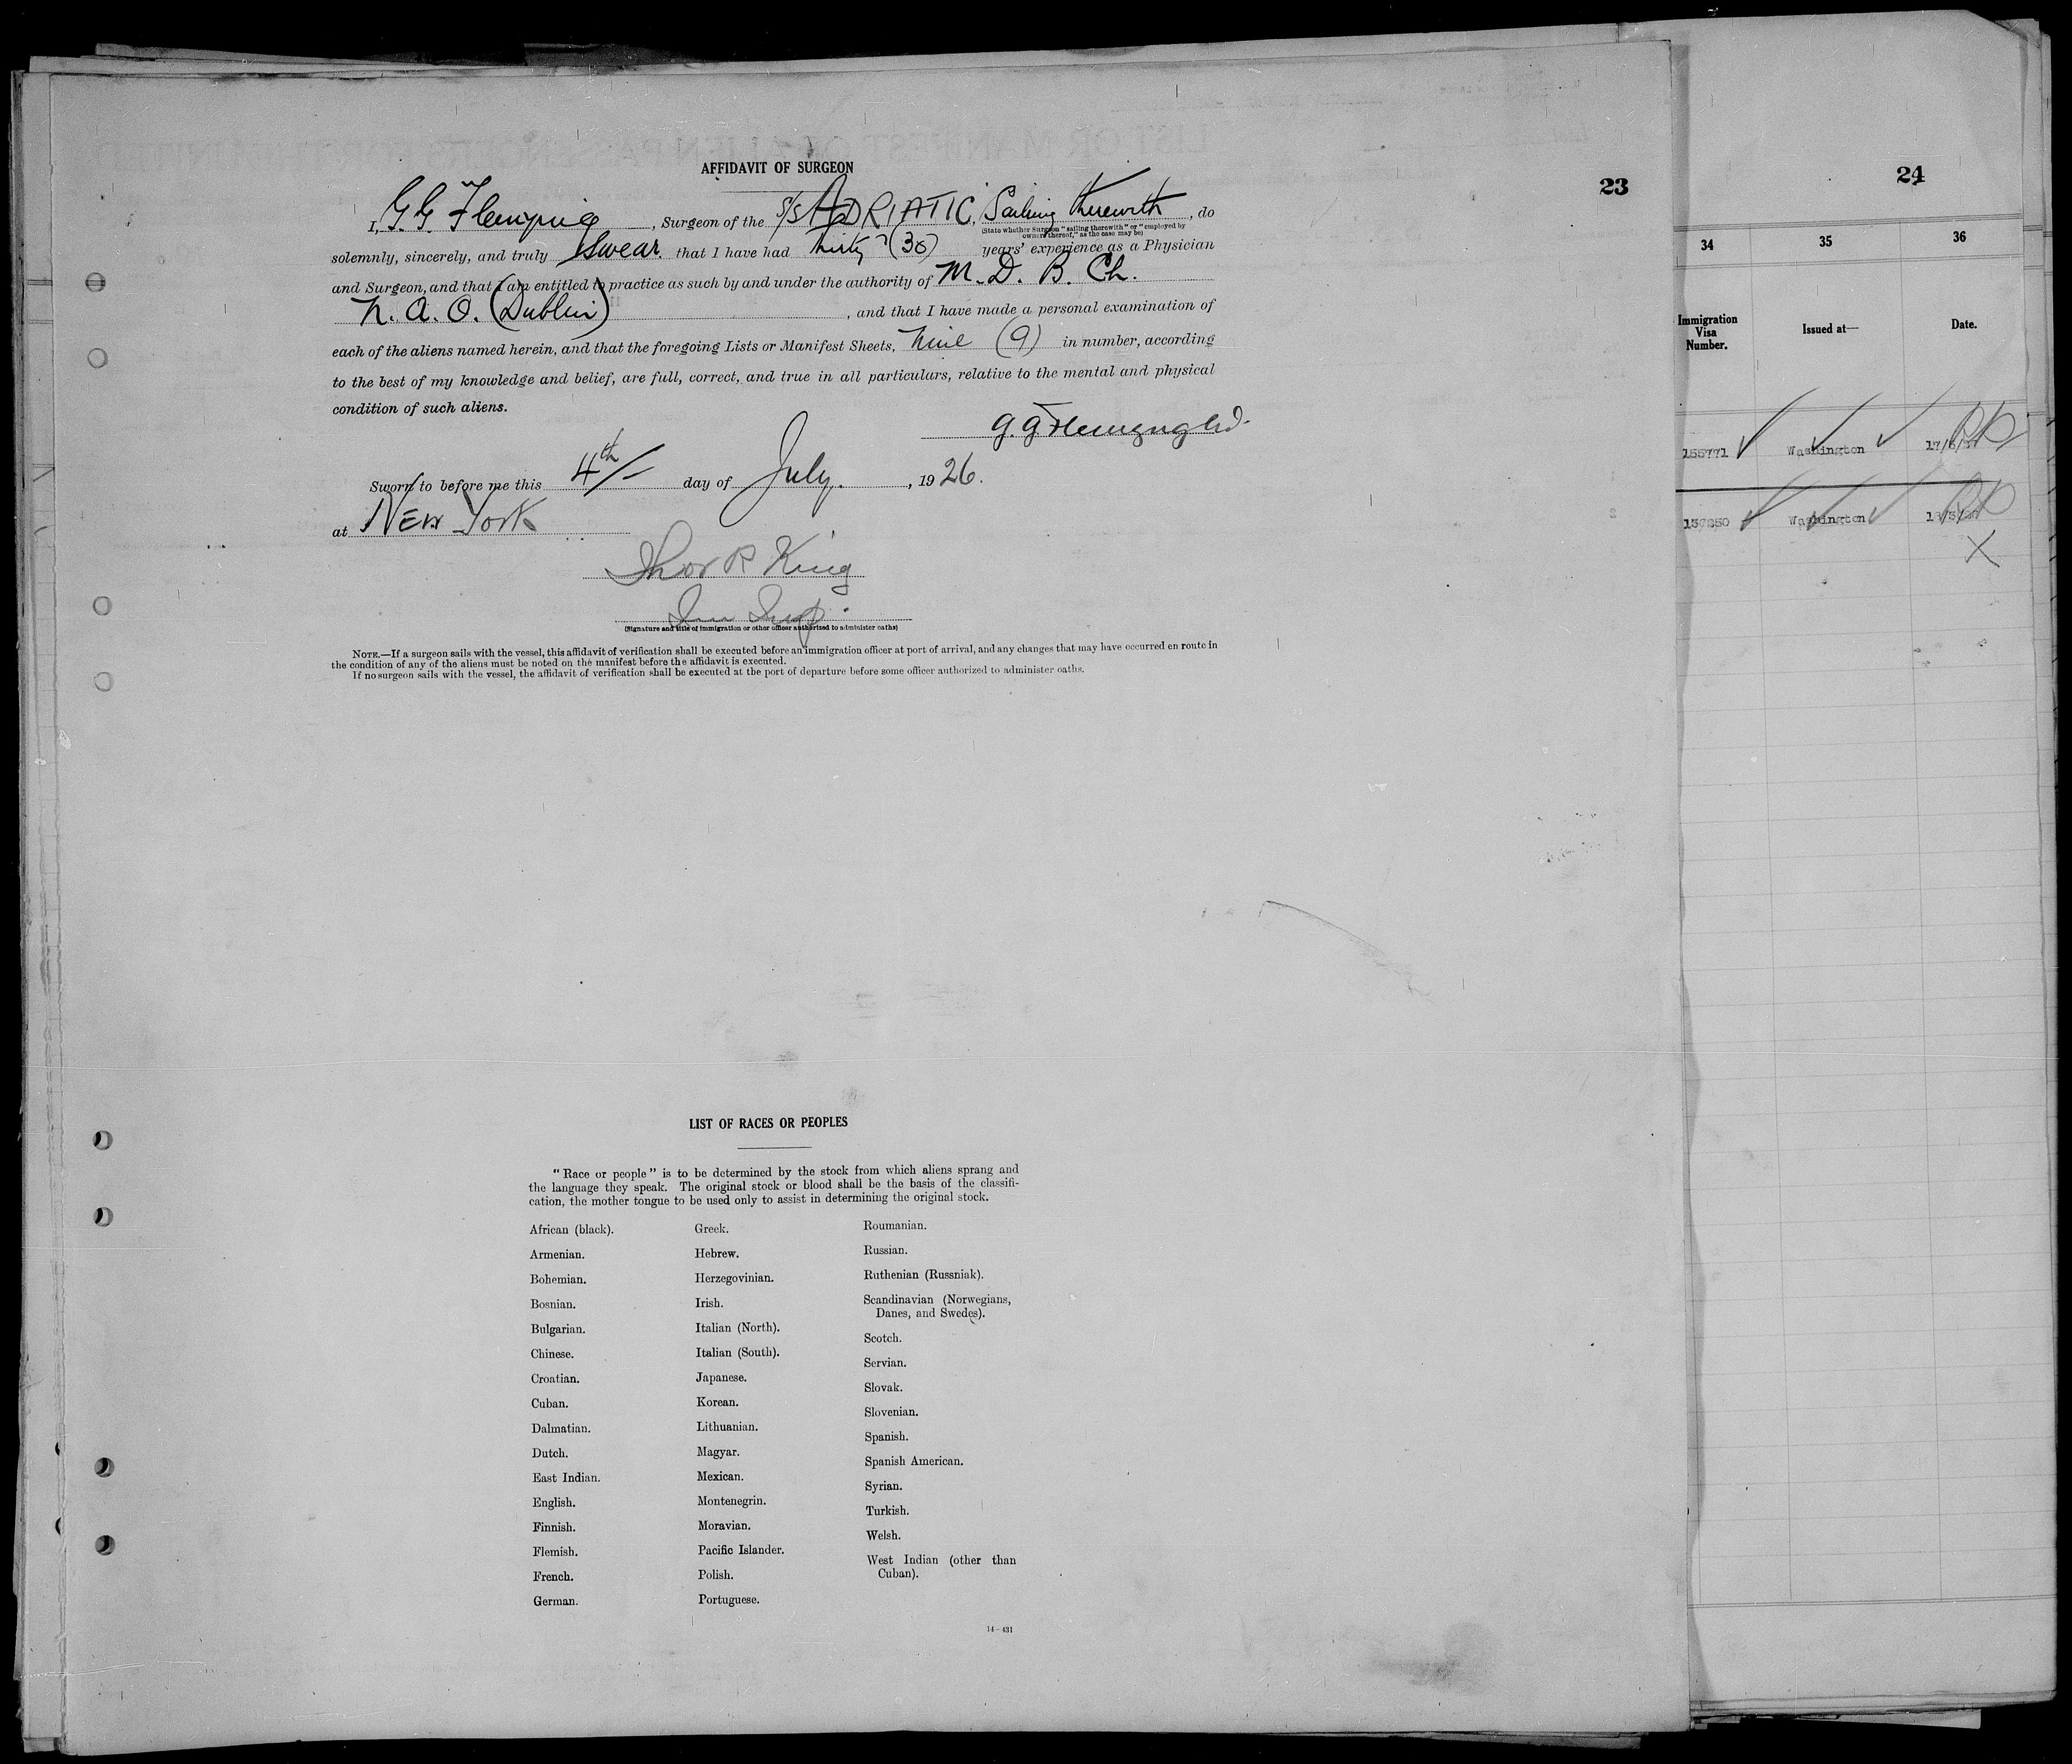 AFFIDAVIT OF SURGEON
23
I, G. G. Fleming, Surgeon of the S/S ADRIATIC, Sailing therewith, do
(State whether Surgeon "sailing therewith" or "employed by
owners thereof," as the case may be)
solemnly, sincerely, and truly Swear. that I have had Thirty (30) years' experience as a Physician
and Surgeon, and that I am entitled to practice as such by and under the authority of M. D. B. Ch.
N. A. O. (Dublin), and that I have made a personal examination of
each of the aliens named herein, and that the foregoing Lists or Manifest Sheets, Nine (9) in number, according
to the best of my knowledge and belief, are full, correct, and true in all particulars, relative to the mental and physical
condition of such aliens.
G. G. Fleming
Sworn to before me this 4th day of July, 1926.
at NEW York
R King
(Signature and title of immigration or other officer authorized to administer oaths)
NOTE.—If a surgeon sails with the vessel, this affidavit of verification shall be executed before an immigration officer at port of arrival, and any changes that may have occurred en route in
the condition of any of the aliens must be noted on the manifest before the affidavit is executed.
If no surgeon sails with the vessel, the affidavit of verification shall be executed at the port of departure before some officer authorized to administer oaths.
LIST OF RACES OR PEOPLES
"Race or people" is to be determined by the stock from which aliens sprang and
the language they speak. The original stock or blood shall be the basis of the classifi-
cation, the mother tongue to be used only to assist in determining the original stock.
African (black).
Armenian.
Bohemian.
Bosnian.
Bulgarian.
Chinese.
Croatian.
Cuban.
Dalmatian.
Dutch.
East Indian.
English.
Finnish.
Flemish.
French.
German.
Greek.
Hebrew.
Herzegovinian.
Irish.
Italian (North).
Italian (South).
Japanese.
Korean.
Lithuanian.
Magyar.
Mexican.
Montenegrin.
Moravian.
Pacific Islander.
Polish.
Portuguese.
Roumanian.
Russian.
Ruthenian (Russniak).
Scandinavian (Norwegians,
Danes, and Swedes).
Scotch.
Servian.
Slovak.
Slovenian.
Spanish.
Spanish American.
Syrian.
Turkish.
Welsh.
West Indian (other than
Cuban).
14—431
24
34 35 36
Immigration
Visa
Number.
Issued at—
Date.
155771 Washington
Washington